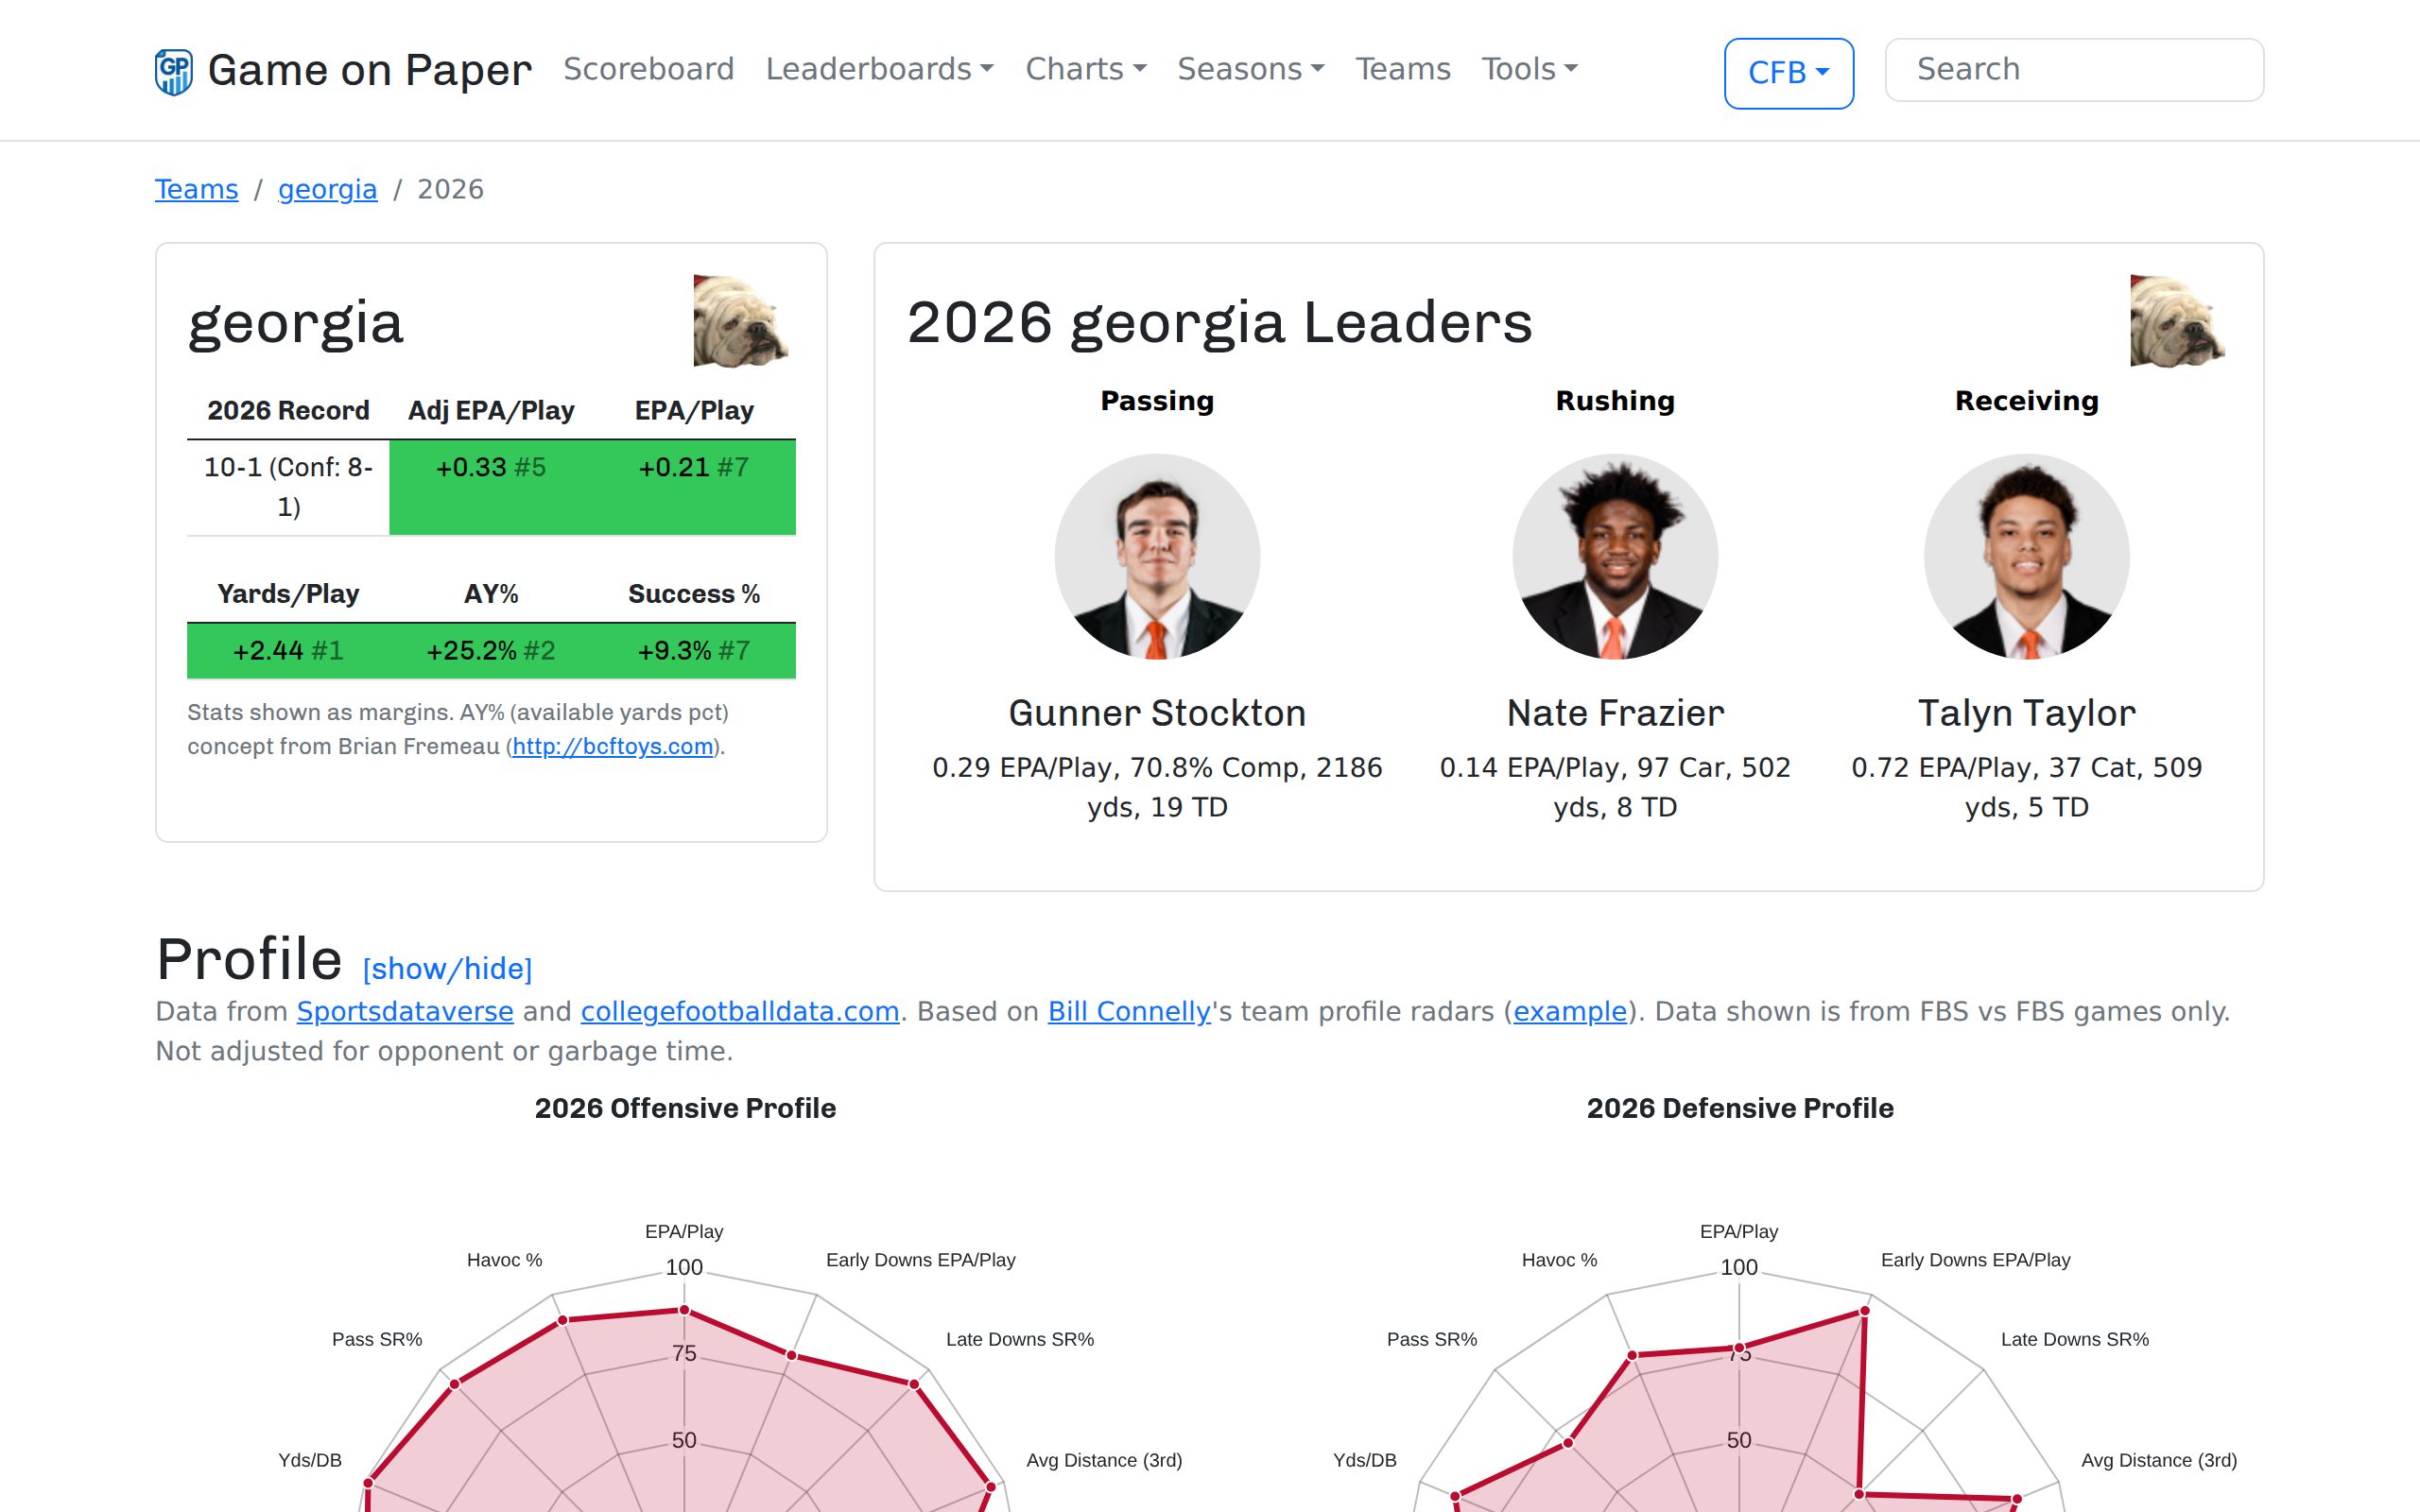 GP Game on Paper Scoreboard Leaderboards Charts Seasons Teams Tools CFB Search
Teams / georgia / 2026
georgia
2026 Record Adj EPA/Play EPA/Play
10-1 (Conf: 8-
1)
+0.33 #5 +0.21 #7
Yards/Play AY% Success %
+2.44 #1 +25.2% #2 +9.3% #7
Stats shown as margins. AY% (available yards pct)
concept from Brian Fremeau (http://bcftoys.com).
2026 georgia Leaders
Passing Rushing Receiving
Gunner Stockton Nate Frazier Talyn Taylor
0.29 EPA/Play, 70.8% Comp, 2186
yds, 19 TD
0.14 EPA/Play, 97 Car, 502
yds, 8 TD
0.72 EPA/Play, 37 Cat, 509
yds, 5 TD
Profile [show/hide]
Data from Sportsdataverse and collegefootballdata.com. Based on Bill Connelly's team profile radars (example). Data shown is from FBS vs FBS games only.
Not adjusted for opponent or garbage time.
2026 Offensive Profile
EPA/Play
Havoc % 100 Early Downs EPA/Play
Pass SR% 75 Late Downs SR%
Yds/DB 50 Avg Distance (3rd)
2026 Defensive Profile
EPA/Play
Havoc % 100 Early Downs EPA/Play
Pass SR% 75 Late Downs SR%
Yds/DB 50 Avg Distance (3rd)